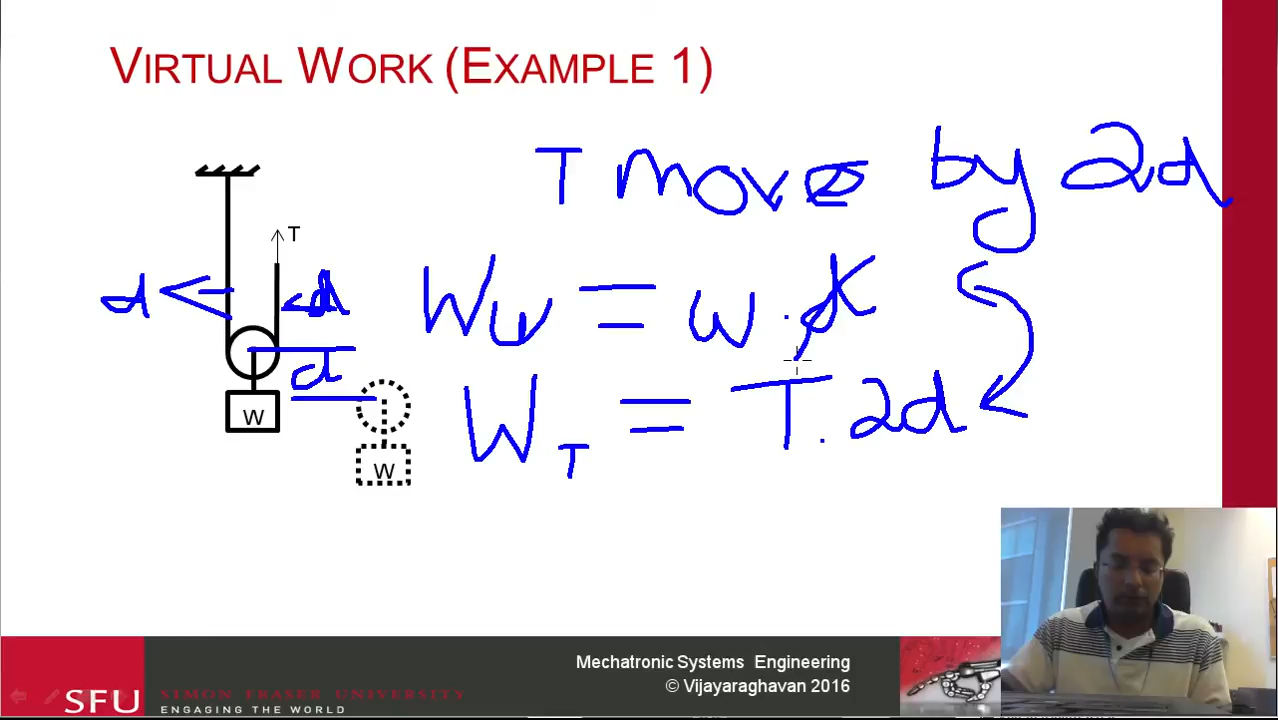 VIRTUAL WORK (EXAMPLE 1)
T move by 2d
T
d
d
d
W
W
Ww = w . d
WT = T . 2d
Mechatronic Systems Engineering
© Vijayaraghavan 2016
SFU
SIMON FRASER UNIVERSITY
ENGAGING THE WORLD